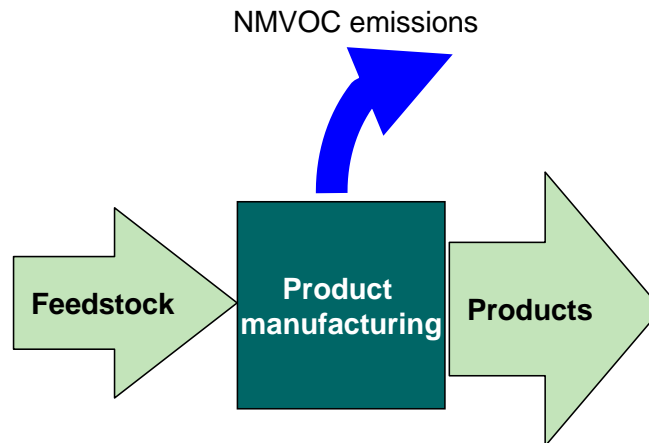 NMVOC emissions
Feedstock
Product
manufacturing
Products